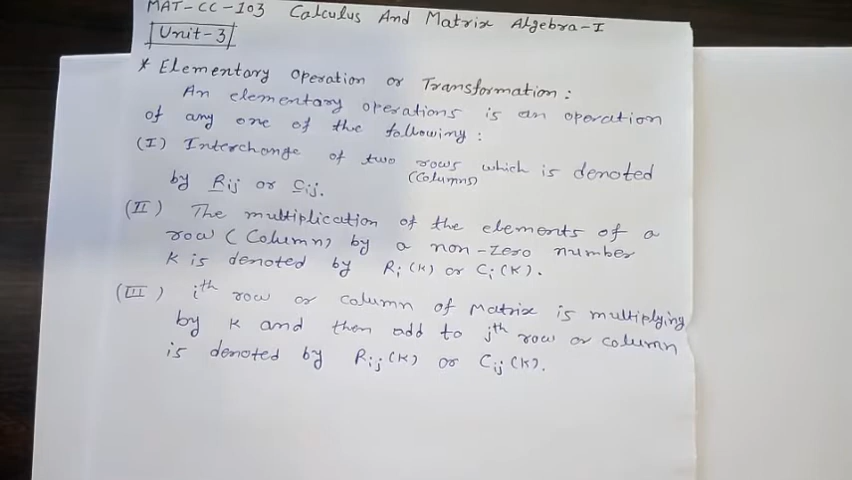 MAT-CC-103 Calculus And Matrix Algebra-I
Unit-3
* Elementary operation or Transformation :
An elementary operations is an operation
of any one of the following :
(I) Interchange of two rows which is denoted
(Columns)
by Rij or Cij.
(II) The multiplication of the elements of a
row (Column) by a non-zero number
K is denoted by Ri(K) or Ci(K).
(III) ith row or column of Matrix is multiplying
by K and then add to jth row or column
is denoted by Rij(K) or Cij(K).